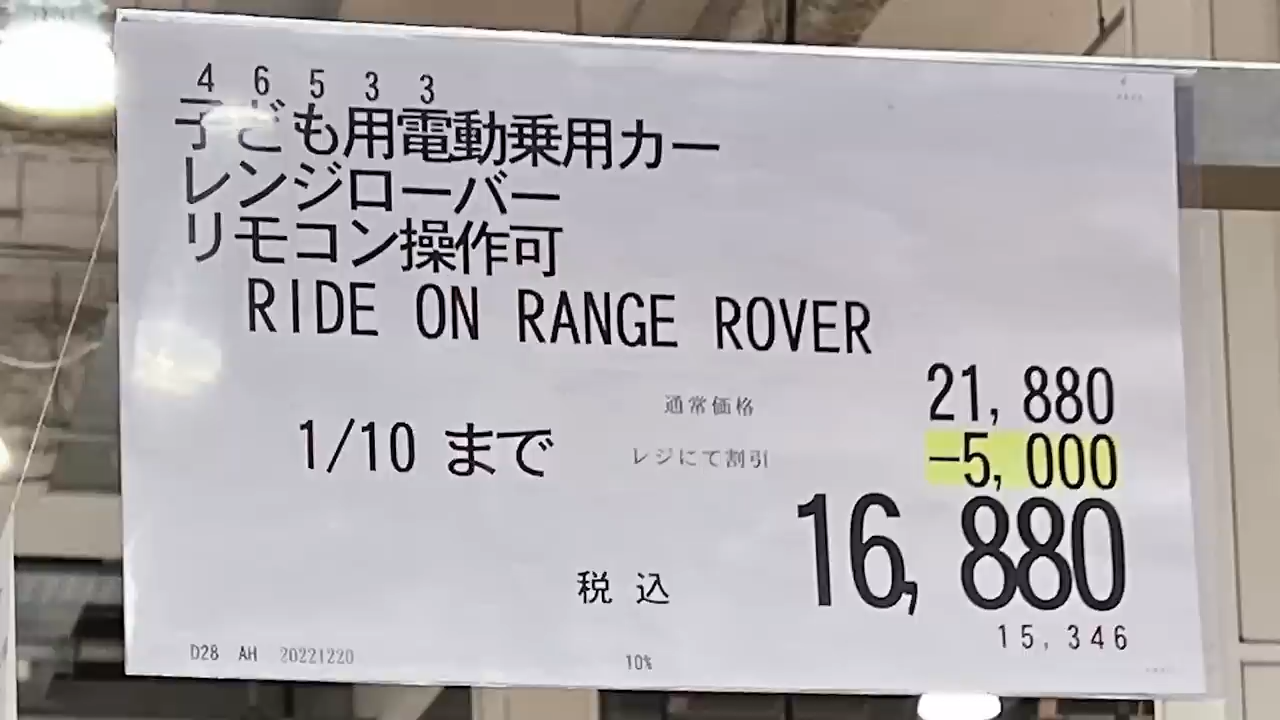 46533
子ども用電動乗用カー
レンジローバー
リモコン操作可
RIDE ON RANGE ROVER
通常価格 21,880
1/10 まで レジにて割引 -5,000
税込 16,880
15,346
D28 AH 20221220 10%